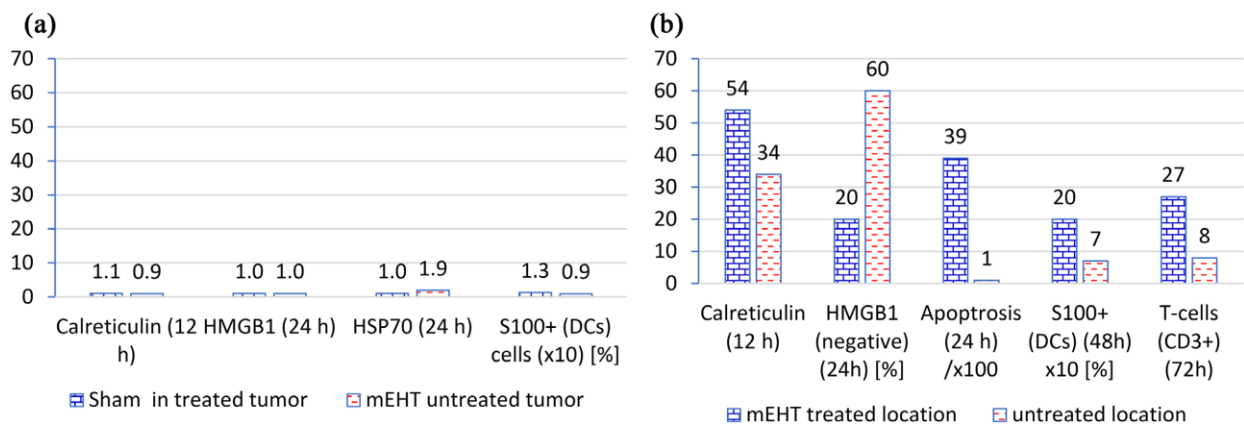 (a)
70
60
50
40
30
20
10
0
1.1 0.9 1.0 1.0 1.0 1.9 1.3 0.9
Calreticulin (12 HMGB1 (24 h) HSP70 (24 h) S100+ (DCs)
h) cells (x10) [%]
Sham in treated tumor mEHT untreated tumor
(b)
70
60
50
40
30
20
10
0
54 34 20 60 39 1 20 7 27 8
Calreticulin HMGB1 Apoptrosis S100+ T-cells
(12 h) (negative) (24 h) (DCs) (48h) (CD3+)
(24h) [%] /x100 x10 [%] (72h)
mEHT treated location untreated location